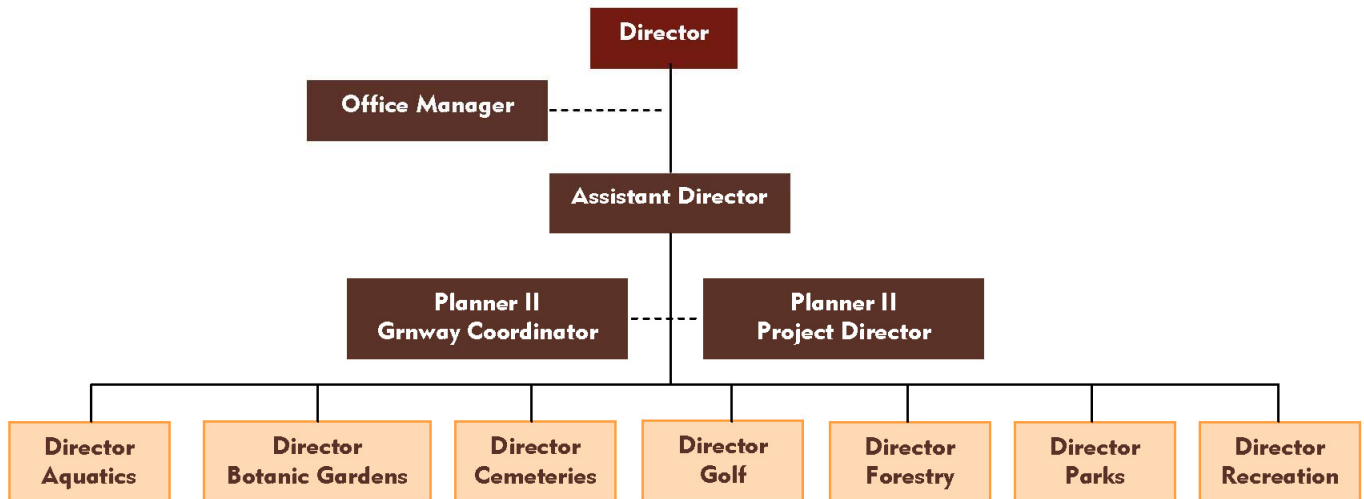 Director
Office Manager
Assistant Director
Planner II
Grnway Coordinator
Planner II
Project Director
Director
Aquatics
Director
Botanic Gardens
Director
Cemeteries
Director
Golf
Director
Forestry
Director
Parks
Director
Recreation